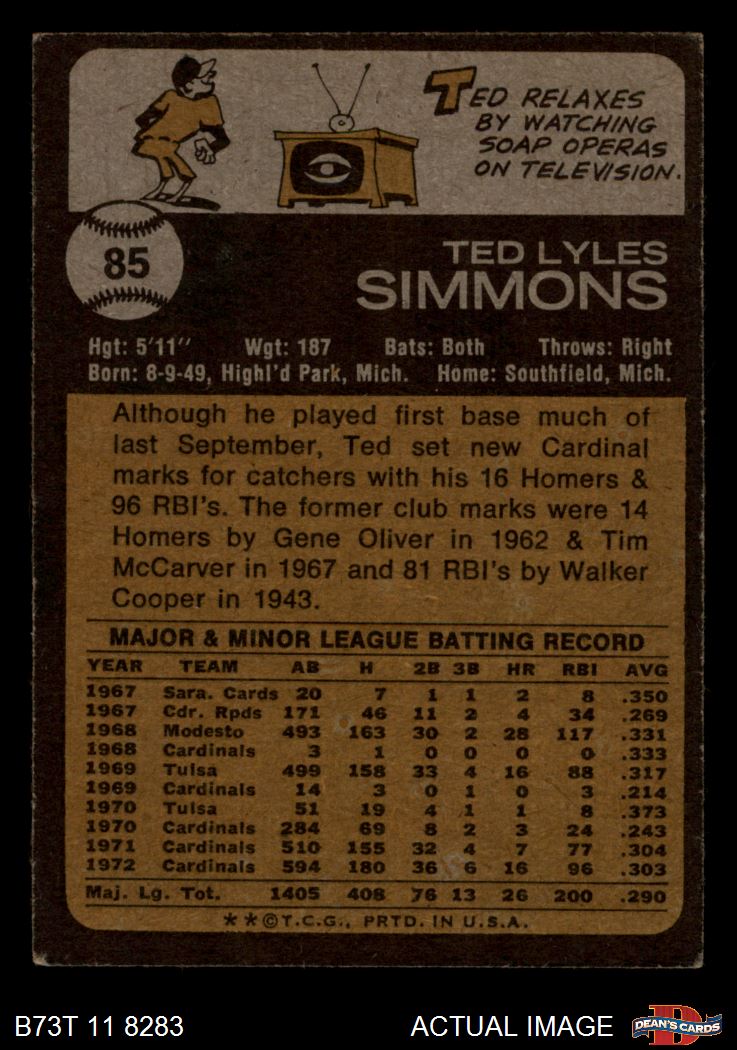 TED RELAXES
BY WATCHING
SOAP OPERAS
ON TELEVISION.
85
TED LYLES
SIMMONS
Hgt: 5'11" Wgt: 187 Bats: Both Throws: Right
Born: 8-9-49, Highl'd Park, Mich. Home: Southfield, Mich.
Although he played first base much of
last September, Ted set new Cardinal
marks for catchers with his 16 Homers &
96 RBI's. The former club marks were 14
Homers by Gene Oliver in 1962 & Tim
McCarver in 1967 and 81 RBI's by Walker
Cooper in 1943.
MAJOR & MINOR LEAGUE BATTING RECORD
YEAR TEAM AB H 2B 3B HR RBI AVG
1967 Sara. Cards 20 7 1 1 2 8 .350
1967 Cdr. Rpds 171 46 11 2 4 34 .269
1968 Modesto 493 163 30 2 28 117 .331
1968 Cardinals 3 1 0 0 0 0 .333
1969 Tulsa 499 158 33 4 16 88 .317
1969 Cardinals 14 3 0 1 0 3 .214
1970 Tulsa 51 19 4 1 1 8 .373
1970 Cardinals 284 69 8 2 3 24 .243
1971 Cardinals 510 155 32 4 7 77 .304
1972 Cardinals 594 180 36 6 16 96 .303
Maj. Lg. Tot. 1405 408 76 13 26 200 .290
**©T.C.G., PRTD. IN U.S.A.
B73T 11 8283 ACTUAL IMAGE DEAN'S CARDS